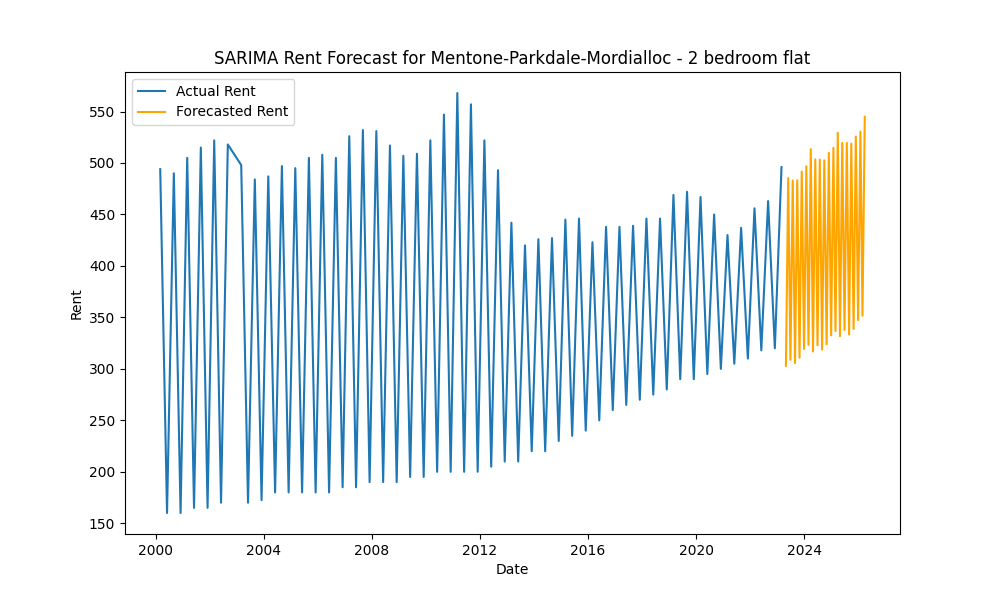 SARIMA Rent Forecast for Mentone-Parkdale-Mordialloc - 2 bedroom flat
Actual Rent
Forecasted Rent
550
500
450
400
350
300
250
200
150
Rent
2000 2004 2008 2012 2016 2020 2024
Date